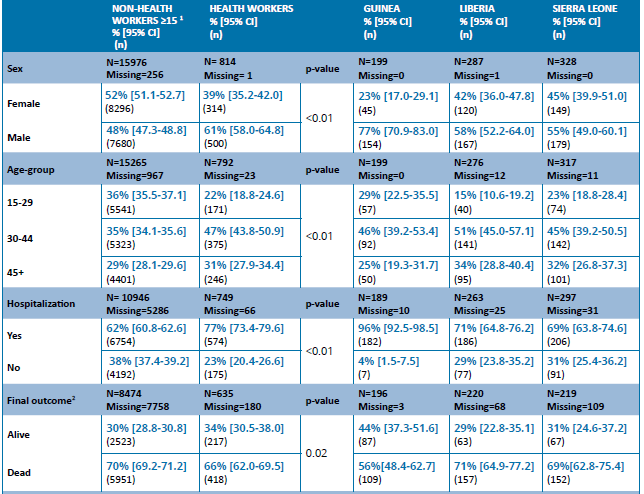 NON-HEALTH WORKERS ≥15 ¹ % [95% CI] (n) HEALTH WORKERS % [95% CI] (n) GUINEA % [95% CI] (n) LIBERIA % [95% CI] (n) SIERRA LEONE % [95% CI] (n)
Sex N=15976 Missing=256 N= 814 Missing= 1 p-value N=199 Missing=0 N=287 Missing=1 N=328 Missing=0
Female 52% [51.1-52.7] (8296) 39% [35.2-42.0] (314) <0.01 23% [17.0-29.1] (45) 42% [36.0-47.8] (120) 45% [39.9-51.0] (149)
Male 48% [47.3-48.8] (7680) 61% [58.0-64.8] (500) 77% [70.9-83.0] (154) 58% [52.2-64.0] (167) 55% [49.0-60.1] (179)
Age-group N=15265 Missing=967 N=792 Missing=23 p-value N=199 Missing=0 N=276 Missing=12 N=317 Missing=11
15-29 36% [35.5-37.1] (5541) 22% [18.8-24.6] (171) 29% [22.5-35.5] (57) 15% [10.6-19.2] (40) 23% [18.8-28.4] (74)
30-44 35% [34.1-35.6] (5323) 47% [43.8-50.9] (375) <0.01 46% [39.2-53.4] (92) 51% [45.0-57.1] (141) 45% [39.2-50.5] (142)
45+ 29% [28.1-29.6] (4401) 31% [27.9-34.4] (246) 25% [19.3-31.7] (50) 34% [28.8-40.4] (95) 32% [26.8-37.3] (101)
Hospitalization N= 10946 Missing=5286 N=749 Missing=66 p-value N=189 Missing=10 N=263 Missing=25 N=297 Missing=31
Yes 62% [60.8-62.6] (6754) 77% [73.4-79.6] (574) <0.01 96% [92.5-98.5] (182) 71% [64.8-76.2] (186) 69% [63.8-74.6] (206)
No 38% [37.4-39.2] (4192) 23% [20.4-26.6] (175) 4% [1.5-7.5] (7) 29% [23.8-35.2] (77) 31% [25.4-36.2] (91)
Final outcome² N=8474 Missing=7758 N=635 Missing=180 p-value N=196 Missing=3 N=220 Missing=68 N=219 Missing=109
Alive 30% [28.8-30.8] (2523) 34% [30.5-38.0] (217) 0.02 44% [37.3-51.6] (87) 29% [22.8-35.1] (63) 31% [24.6-37.2] (67)
Dead 70% [69.2-71.2] (5951) 66% [62.0-69.5] (418) 56%[48.4-62.7] (109) 71% [64.9-77.2] (157) 69%[62.8-75.4] (152)